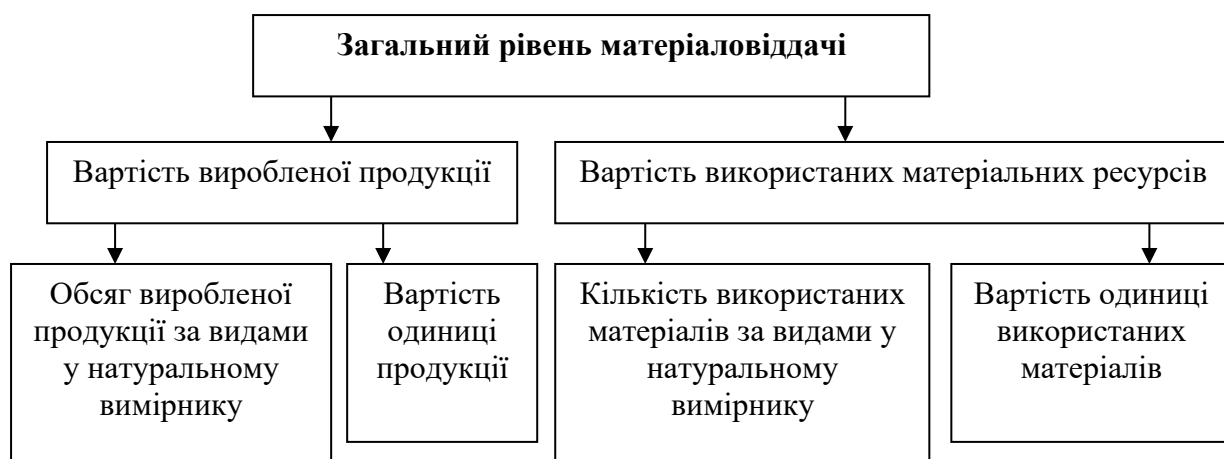 Загальний рівень матеріаловіддачі
Вартість виробленої продукції
Вартість використаних матеріальних ресурсів
Обсяг виробленої
продукції за видами
у натуральному
вимірнику
Вартість
одиниці
продукції
Кількість використаних
матеріалів за видами у
натуральному
вимірнику
Вартість одиниці
використаних
матеріалів